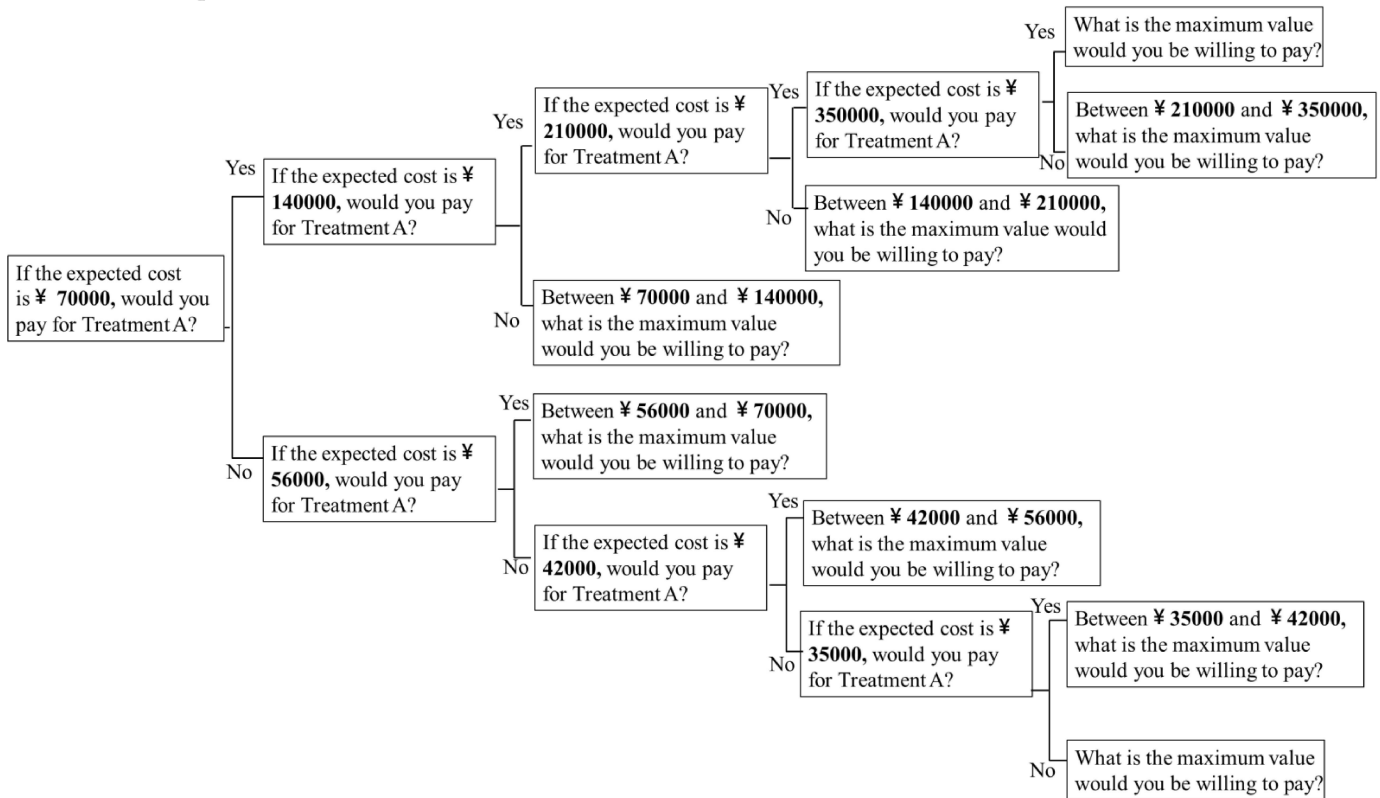 If the expected cost
is ¥ 70000, would you
pay for Treatment A?
Yes
If the expected cost is ¥
140000, would you pay
for Treatment A?
Yes
If the expected cost is ¥
210000, would you pay
for Treatment A?
Yes
If the expected cost is ¥
350000, would you pay
for Treatment A?
Yes
What is the maximum value
would you be willing to pay?
No
Between ¥ 210000 and ¥ 350000,
what is the maximum value
would you be willing to pay?
No
Between ¥ 140000 and ¥ 210000,
what is the maximum value would
you be willing to pay?
No
Between ¥ 70000 and ¥ 140000,
what is the maximum value
would you be willing to pay?
No
If the expected cost is ¥
56000, would you pay
for Treatment A?
Yes
Between ¥ 56000 and ¥ 70000,
what is the maximum value
would you be willing to pay?
No
If the expected cost is ¥
42000, would you pay
for Treatment A?
Yes
Between ¥ 42000 and ¥ 56000,
what is the maximum value
would you be willing to pay?
No
If the expected cost is ¥
35000, would you pay
for Treatment A?
Yes
Between ¥ 35000 and ¥ 42000,
what is the maximum value
would you be willing to pay?
No
What is the maximum value
would you be willing to pay?